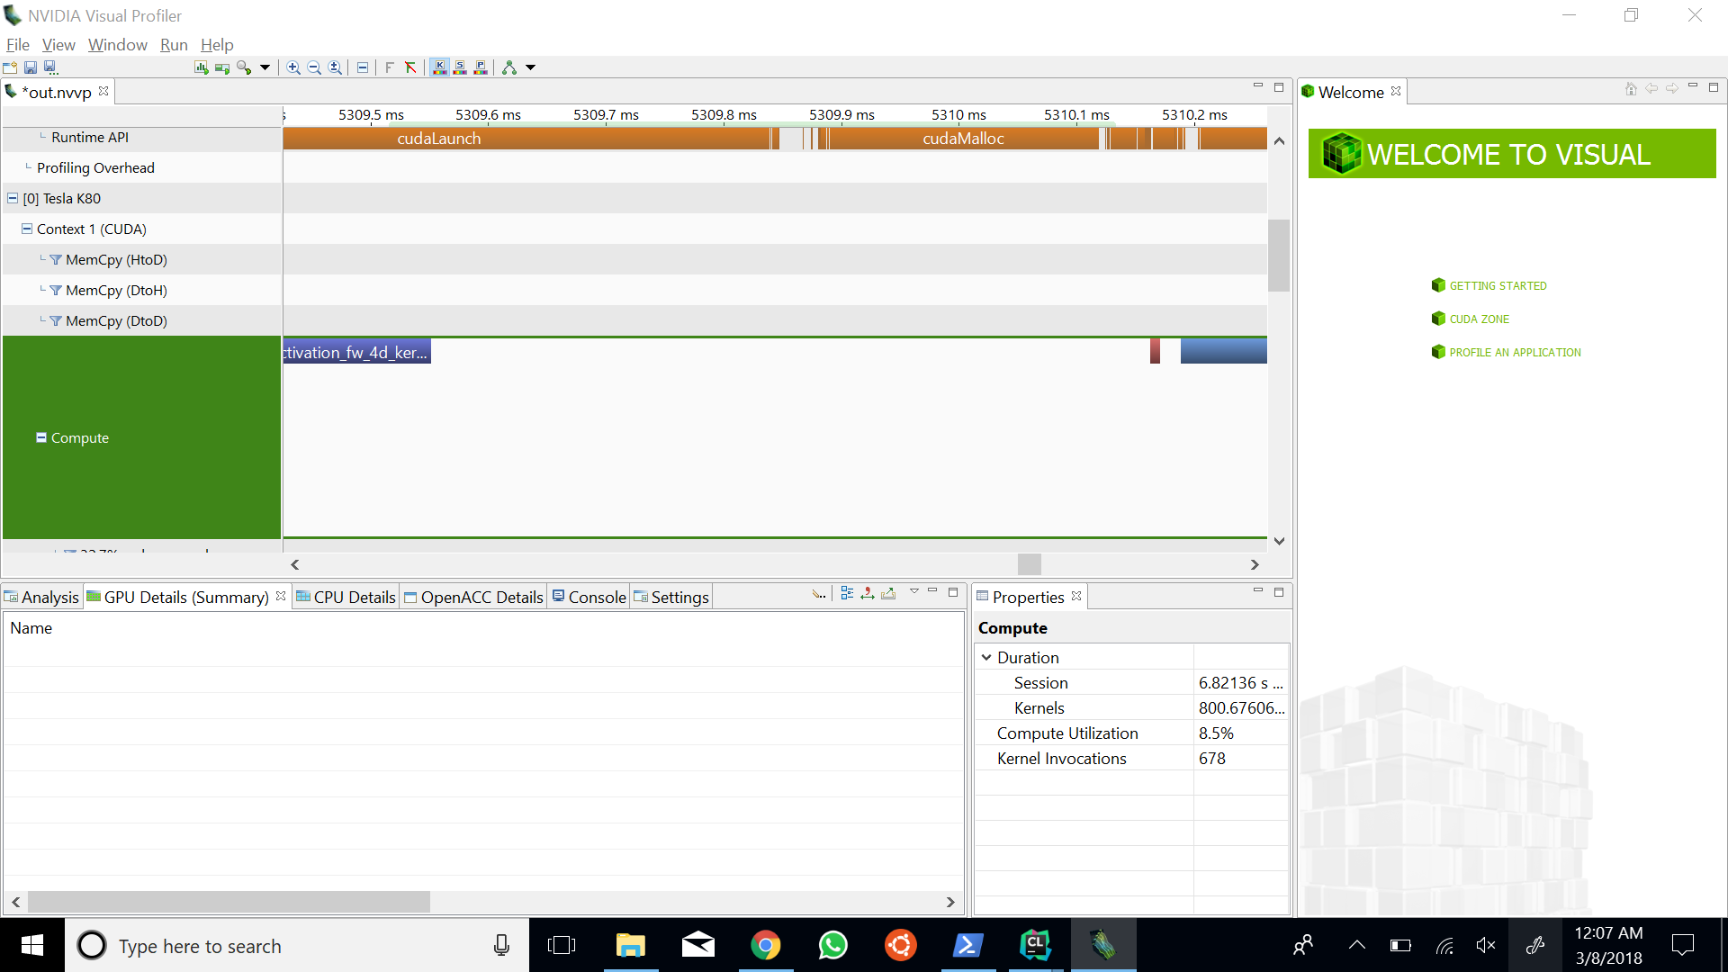 NVIDIA Visual Profiler
File View Window Run Help
*out.nvvp
Welcome
5309.5 ms 5309.6 ms 5309.7 ms 5309.8 ms 5309.9 ms 5310 ms 5310.1 ms 5310.2 ms
Runtime API
cudaLaunch cudaMalloc
Profiling Overhead
[0] Tesla K80
Context 1 (CUDA)
MemCpy (HtoD)
MemCpy (DtoH)
MemCpy (DtoD)
ctivation_fw_4d_ker...
Compute
WELCOME TO VISUAL
GETTING STARTED
CUDA ZONE
PROFILE AN APPLICATION
Analysis GPU Details (Summary) CPU Details OpenACC Details Console Settings
Name
Properties
Compute
Duration
Session 6.82136 s ...
Kernels 800.67606...
Compute Utilization 8.5%
Kernel Invocations 678
Type here to search
12:07 AM
3/8/2018